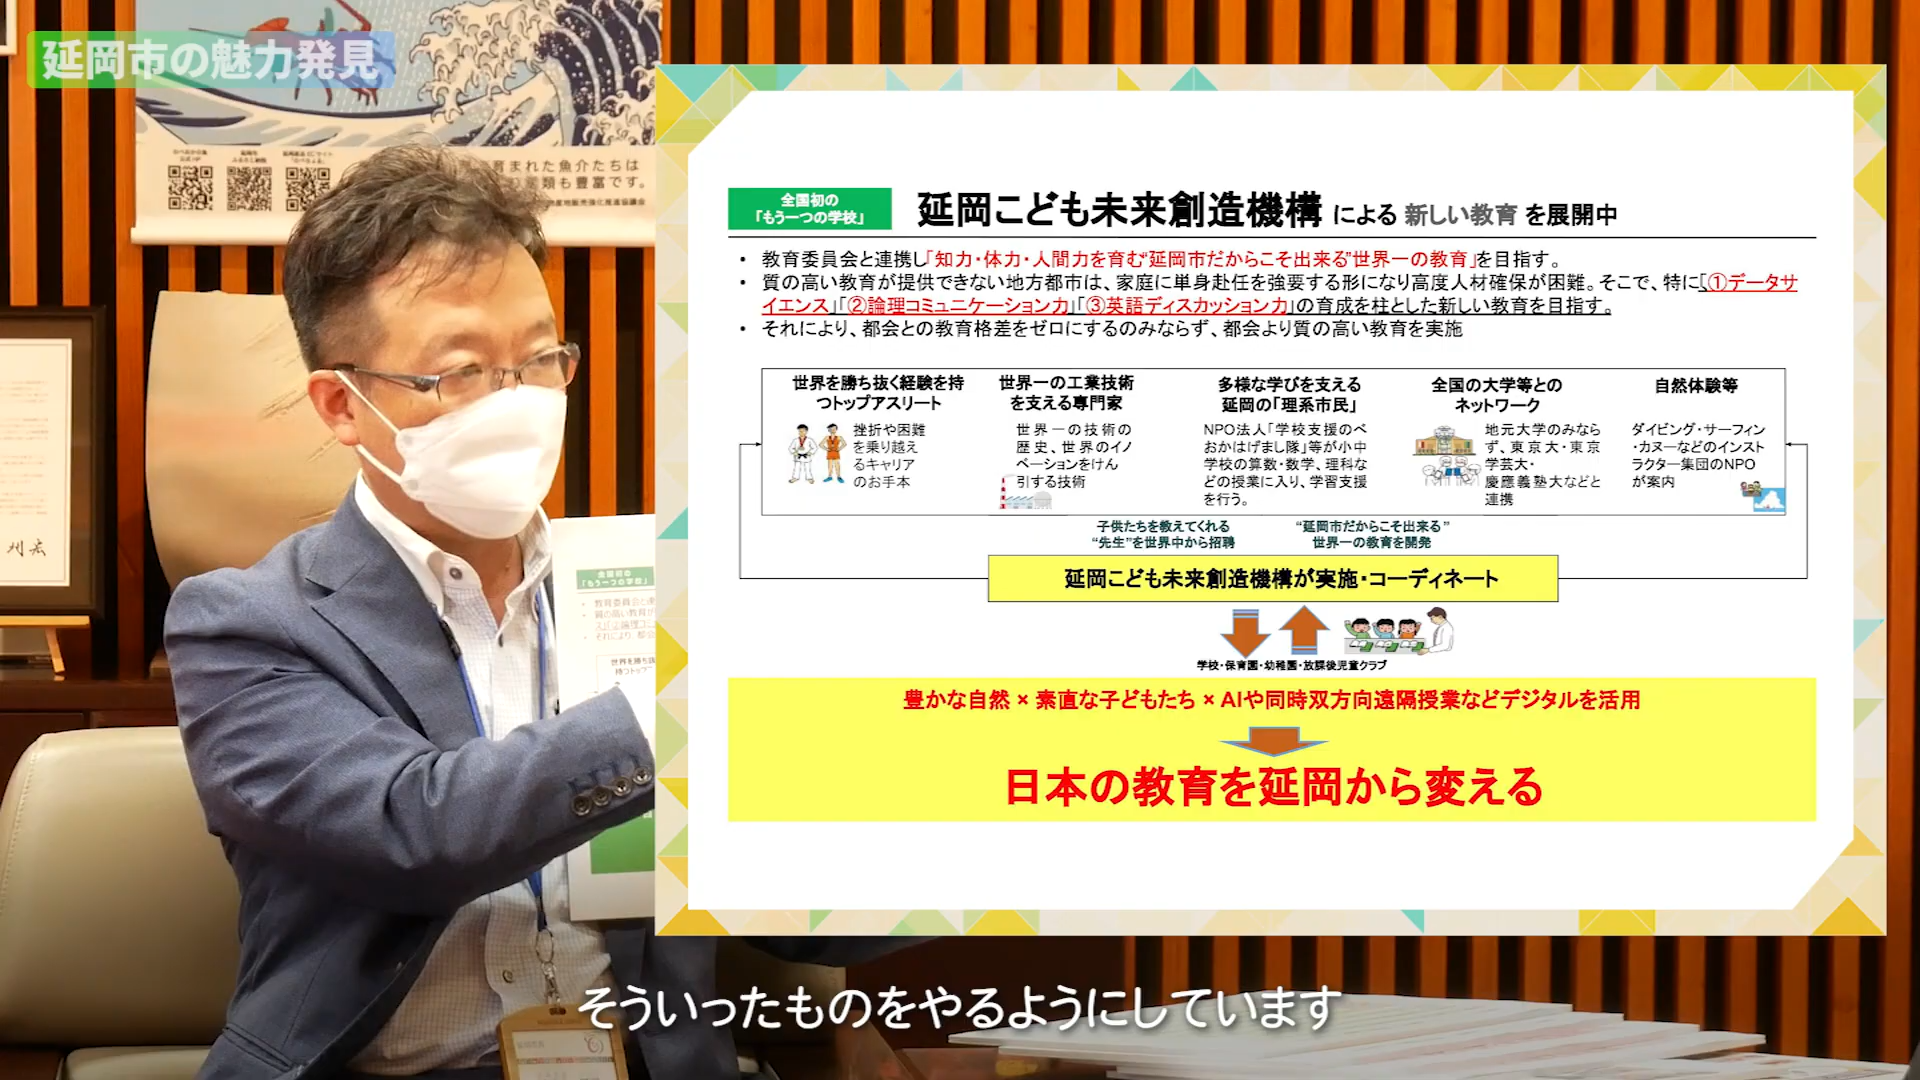 延岡市の魅力発見
育まれた魚介たちは
類も豊富です。
全国初の
「もう一つの学校」
延岡こども未来創造機構 による 新しい教育 を展開中
• 教育委員会と連携し「知力・体力・人間力を育む“延岡市だからこそ出来る”世界一の教育」を目指す。
• 質の高い教育が提供できない地方都市は、家庭に単身赴任を強要する形になり高度人材確保が困難。そこで、特に「①データサ
イエンス」「②論理コミュニケーション力」「③英語ディスカッション力」の育成を柱とした新しい教育を目指す。
• それにより、都会との教育格差をゼロにするのみならず、都会より質の高い教育を実施
世界を勝ち抜く経験を持
つトップアスリート
挫折や困難
を乗り越え
るキャリア
のお手本
世界一の工業技術
を支える専門家
世界一の技術の
歴史、世界のイノ
ベーションをけん
引する技術
多様な学びを支える
延岡の「理系市民」
NPO法人「学校支援のべ
おかはげまし隊」等が小中
学校の算数・数学、理科な
どの授業に入り、学習支援
を行う。
全国の大学等との
ネットワーク
地元大学のみなら
ず、東京大・東京
学芸大・
慶應義塾大などと
連携
自然体験等
ダイビング・サーフィン
・カヌーなどのインスト
ラクター集団のNPO
が案内
子供たちを教えてくれる
“先生”を世界中から招聘
“延岡市だからこそ出来る”
世界一の教育を開発
延岡こども未来創造機構が実施・コーディネート
学校・保育園・幼稚園・放課後児童クラブ
豊かな自然 × 素直な子どもたち × AIや同時双方向遠隔授業などデジタルを活用
日本の教育を延岡から変える
全国初の
「もう一つの学校」
そういったものをやるようにしています